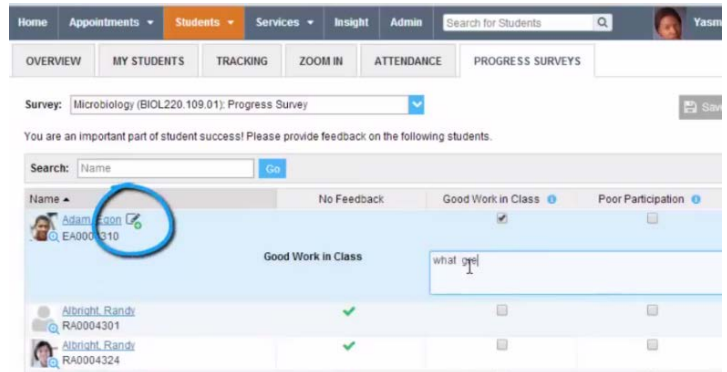 Home Appointments Students Services Insight Admin Search for Students Yasm
OVERVIEW MY STUDENTS TRACKING ZOOM IN ATTENDANCE PROGRESS SURVEYS
Survey: Microbiology (BIOL220.109.01): Progress Survey Save
You are an important part of student success! Please provide feedback on the following students.
Search: Name Go
Name No Feedback Good Work in Class Poor Participation
Adam, Egon
EA0004310
Good Work in Class what gre
Albright, Randy
RA0004301
Albright, Randy
RA0004324